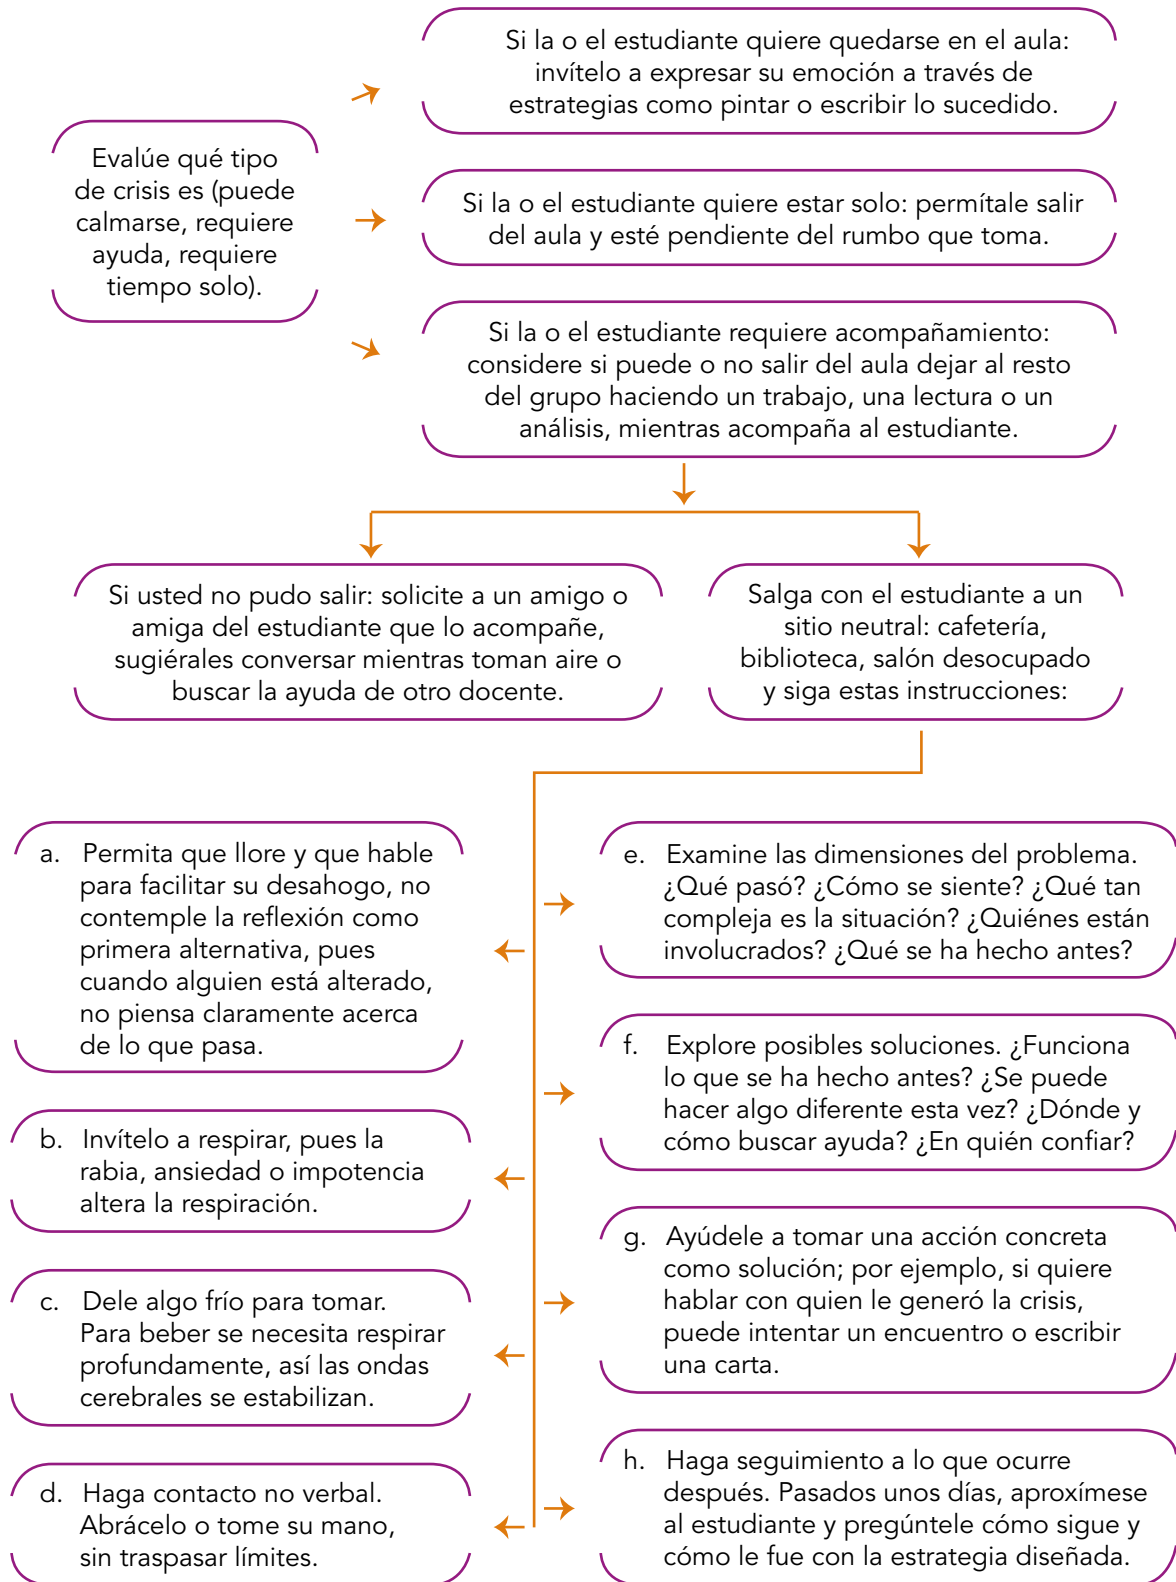 Si la o el estudiante quiere quedarse en el aula:
invítelo a expresar su emoción a través de
estrategias como pintar o escribir lo sucedido.
Evalúe qué tipo
de crisis es (puede
calmarse, requiere
ayuda, requiere
tiempo solo).
Si la o el estudiante quiere estar solo: permítale salir
del aula y esté pendiente del rumbo que toma.
Si la o el estudiante requiere acompañamiento:
considere si puede o no salir del aula dejar al resto
del grupo haciendo un trabajo, una lectura o un
análisis, mientras acompaña al estudiante.
Si usted no pudo salir: solicite a un amigo o
amiga del estudiante que lo acompañe,
sugiérales conversar mientras toman aire o
buscar la ayuda de otro docente.
Salga con el estudiante a un
sitio neutral: cafetería,
biblioteca, salón desocupado
y siga estas instrucciones:
a. Permita que llore y que hable
para facilitar su desahogo, no
contemple la reflexión como
primera alternativa, pues
cuando alguien está alterado,
no piensa claramente acerca
de lo que pasa.
b. Invítelo a respirar, pues la
rabia, ansiedad o impotencia
altera la respiración.
c. Dele algo frío para tomar.
Para beber se necesita respirar
profundamente, así las ondas
cerebrales se estabilizan.
d. Haga contacto no verbal.
Abrácelo o tome su mano,
sin traspasar límites.
e. Examine las dimensiones del problema.
¿Qué pasó? ¿Cómo se siente? ¿Qué tan
compleja es la situación? ¿Quiénes están
involucrados? ¿Qué se ha hecho antes?
f. Explore posibles soluciones. ¿Funciona
lo que se ha hecho antes? ¿Se puede
hacer algo diferente esta vez? ¿Dónde y
cómo buscar ayuda? ¿En quién confiar?
g. Ayúdele a tomar una acción concreta
como solución; por ejemplo, si quiere
hablar con quien le generó la crisis,
puede intentar un encuentro o escribir
una carta.
h. Haga seguimiento a lo que ocurre
después. Pasados unos días, aproxímese
al estudiante y pregúntele cómo sigue y
cómo le fue con la estrategia diseñada.